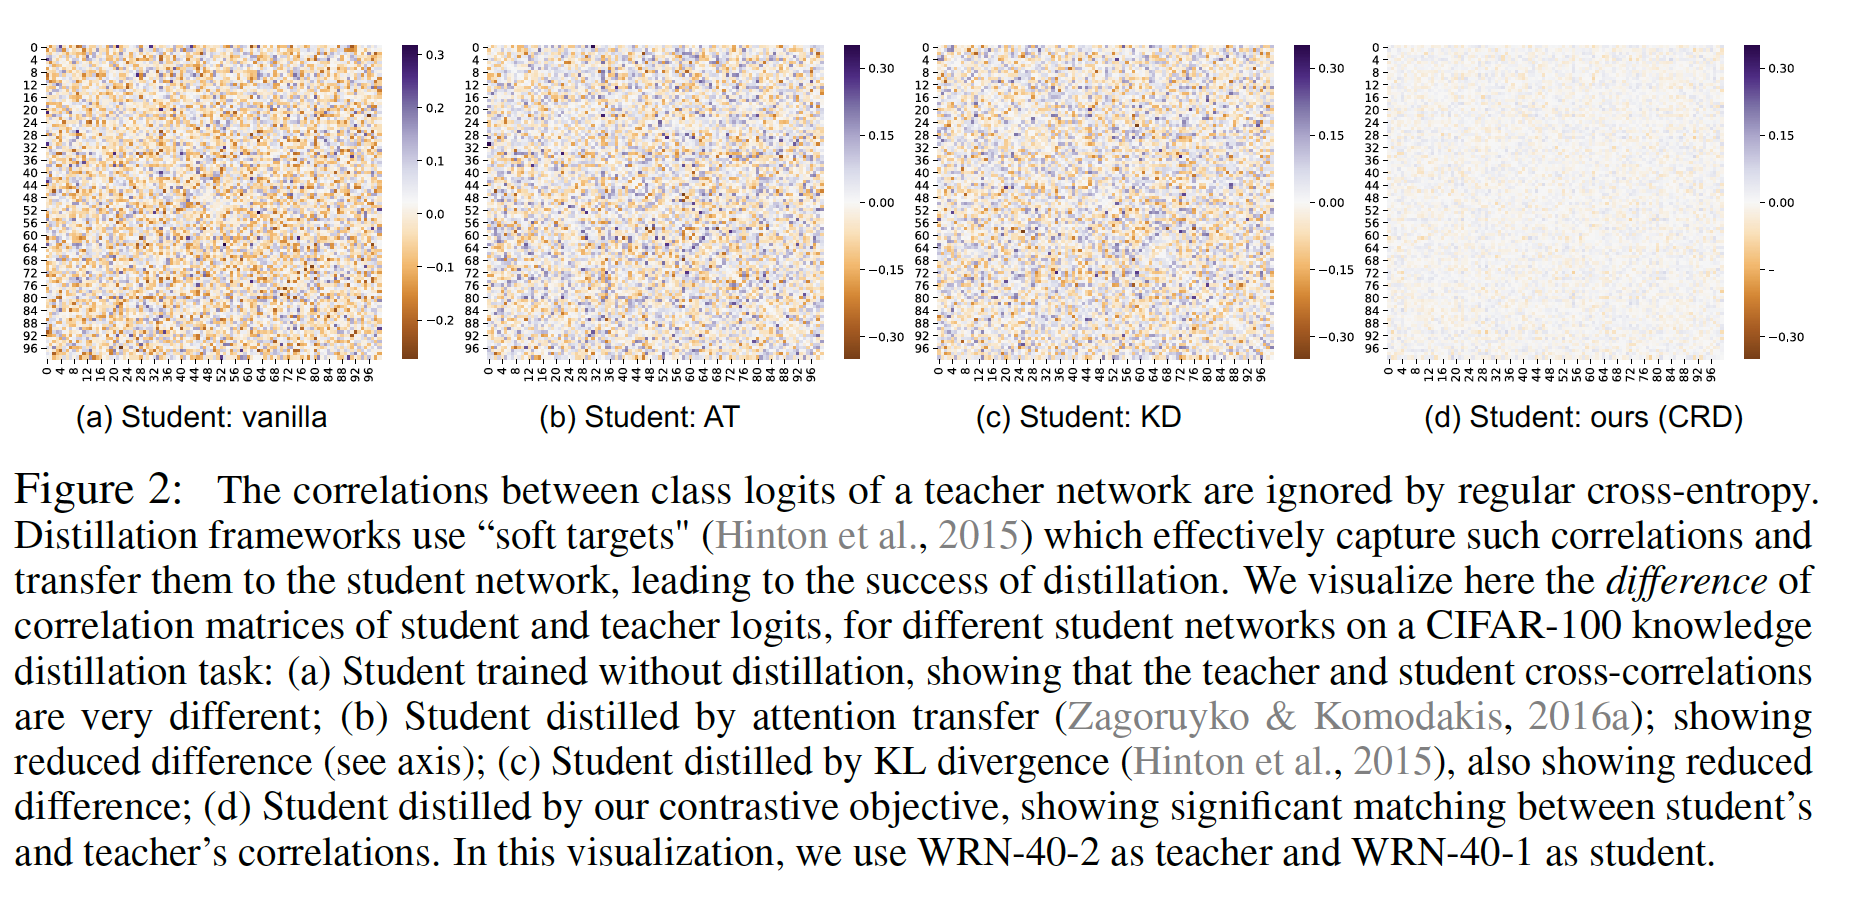 0 4 8 12 16 20 24 28 32 36 40 44 48 52 56 60 64 68 72 76 80 84 88 92 96
0 4 8 12 16 20 24 28 32 36 40 44 48 52 56 60 64 68 72 76 80 84 88 92 96
0.3 0.2 0.1 0.0 −0.1 −0.2
(a) Student: vanilla
0 4 8 12 16 20 24 28 32 36 40 44 48 52 56 60 64 68 72 76 80 84 88 92 96
0 4 8 12 16 20 24 28 32 36 40 44 48 52 56 60 64 68 72 76 80 84 88 92 96
0.30 0.15 0.00 −0.15 −0.30
(b) Student: AT
0 4 8 12 16 20 24 28 32 36 40 44 48 52 56 60 64 68 72 76 80 84 88 92 96
0 4 8 12 16 20 24 28 32 36 40 44 48 52 56 60 64 68 72 76 80 84 88 92 96
0.30 0.15 0.00 −0.15 −0.30
(c) Student: KD
0 4 8 12 16 20 24 28 32 36 40 44 48 52 56 60 64 68 72 76 80 84 88 92 96
0 4 8 12 16 20 24 28 32 36 40 44 48 52 56 60 64 68 72 76 80 84 88 92 96
0.30 0.15 0.00 − −0.30
(d) Student: ours (CRD)
Figure 2: The correlations between class logits of a teacher network are ignored by regular cross-entropy.
Distillation frameworks use “soft targets" (Hinton et al., 2015) which effectively capture such correlations and
transfer them to the student network, leading to the success of distillation. We visualize here the difference of
correlation matrices of student and teacher logits, for different student networks on a CIFAR-100 knowledge
distillation task: (a) Student trained without distillation, showing that the teacher and student cross-correlations
are very different; (b) Student distilled by attention transfer (Zagoruyko & Komodakis, 2016a); showing
reduced difference (see axis); (c) Student distilled by KL divergence (Hinton et al., 2015), also showing reduced
difference; (d) Student distilled by our contrastive objective, showing significant matching between student’s
and teacher’s correlations. In this visualization, we use WRN-40-2 as teacher and WRN-40-1 as student.